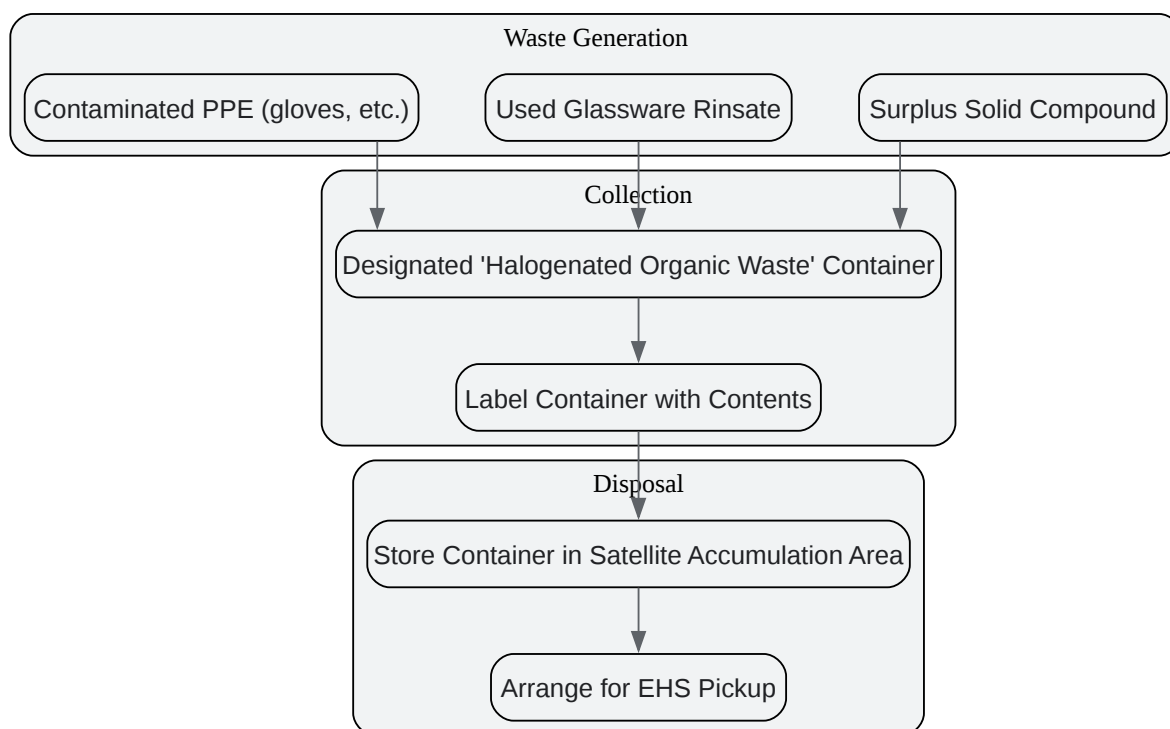 Waste Generation
Contaminated PPE (gloves, etc.)
Used Glassware Rinsate
Surplus Solid Compound
Collection
Designated 'Halogenated Organic Waste' Container
Label Container with Contents
Disposal
Store Container in Satellite Accumulation Area
Arrange for EHS Pickup